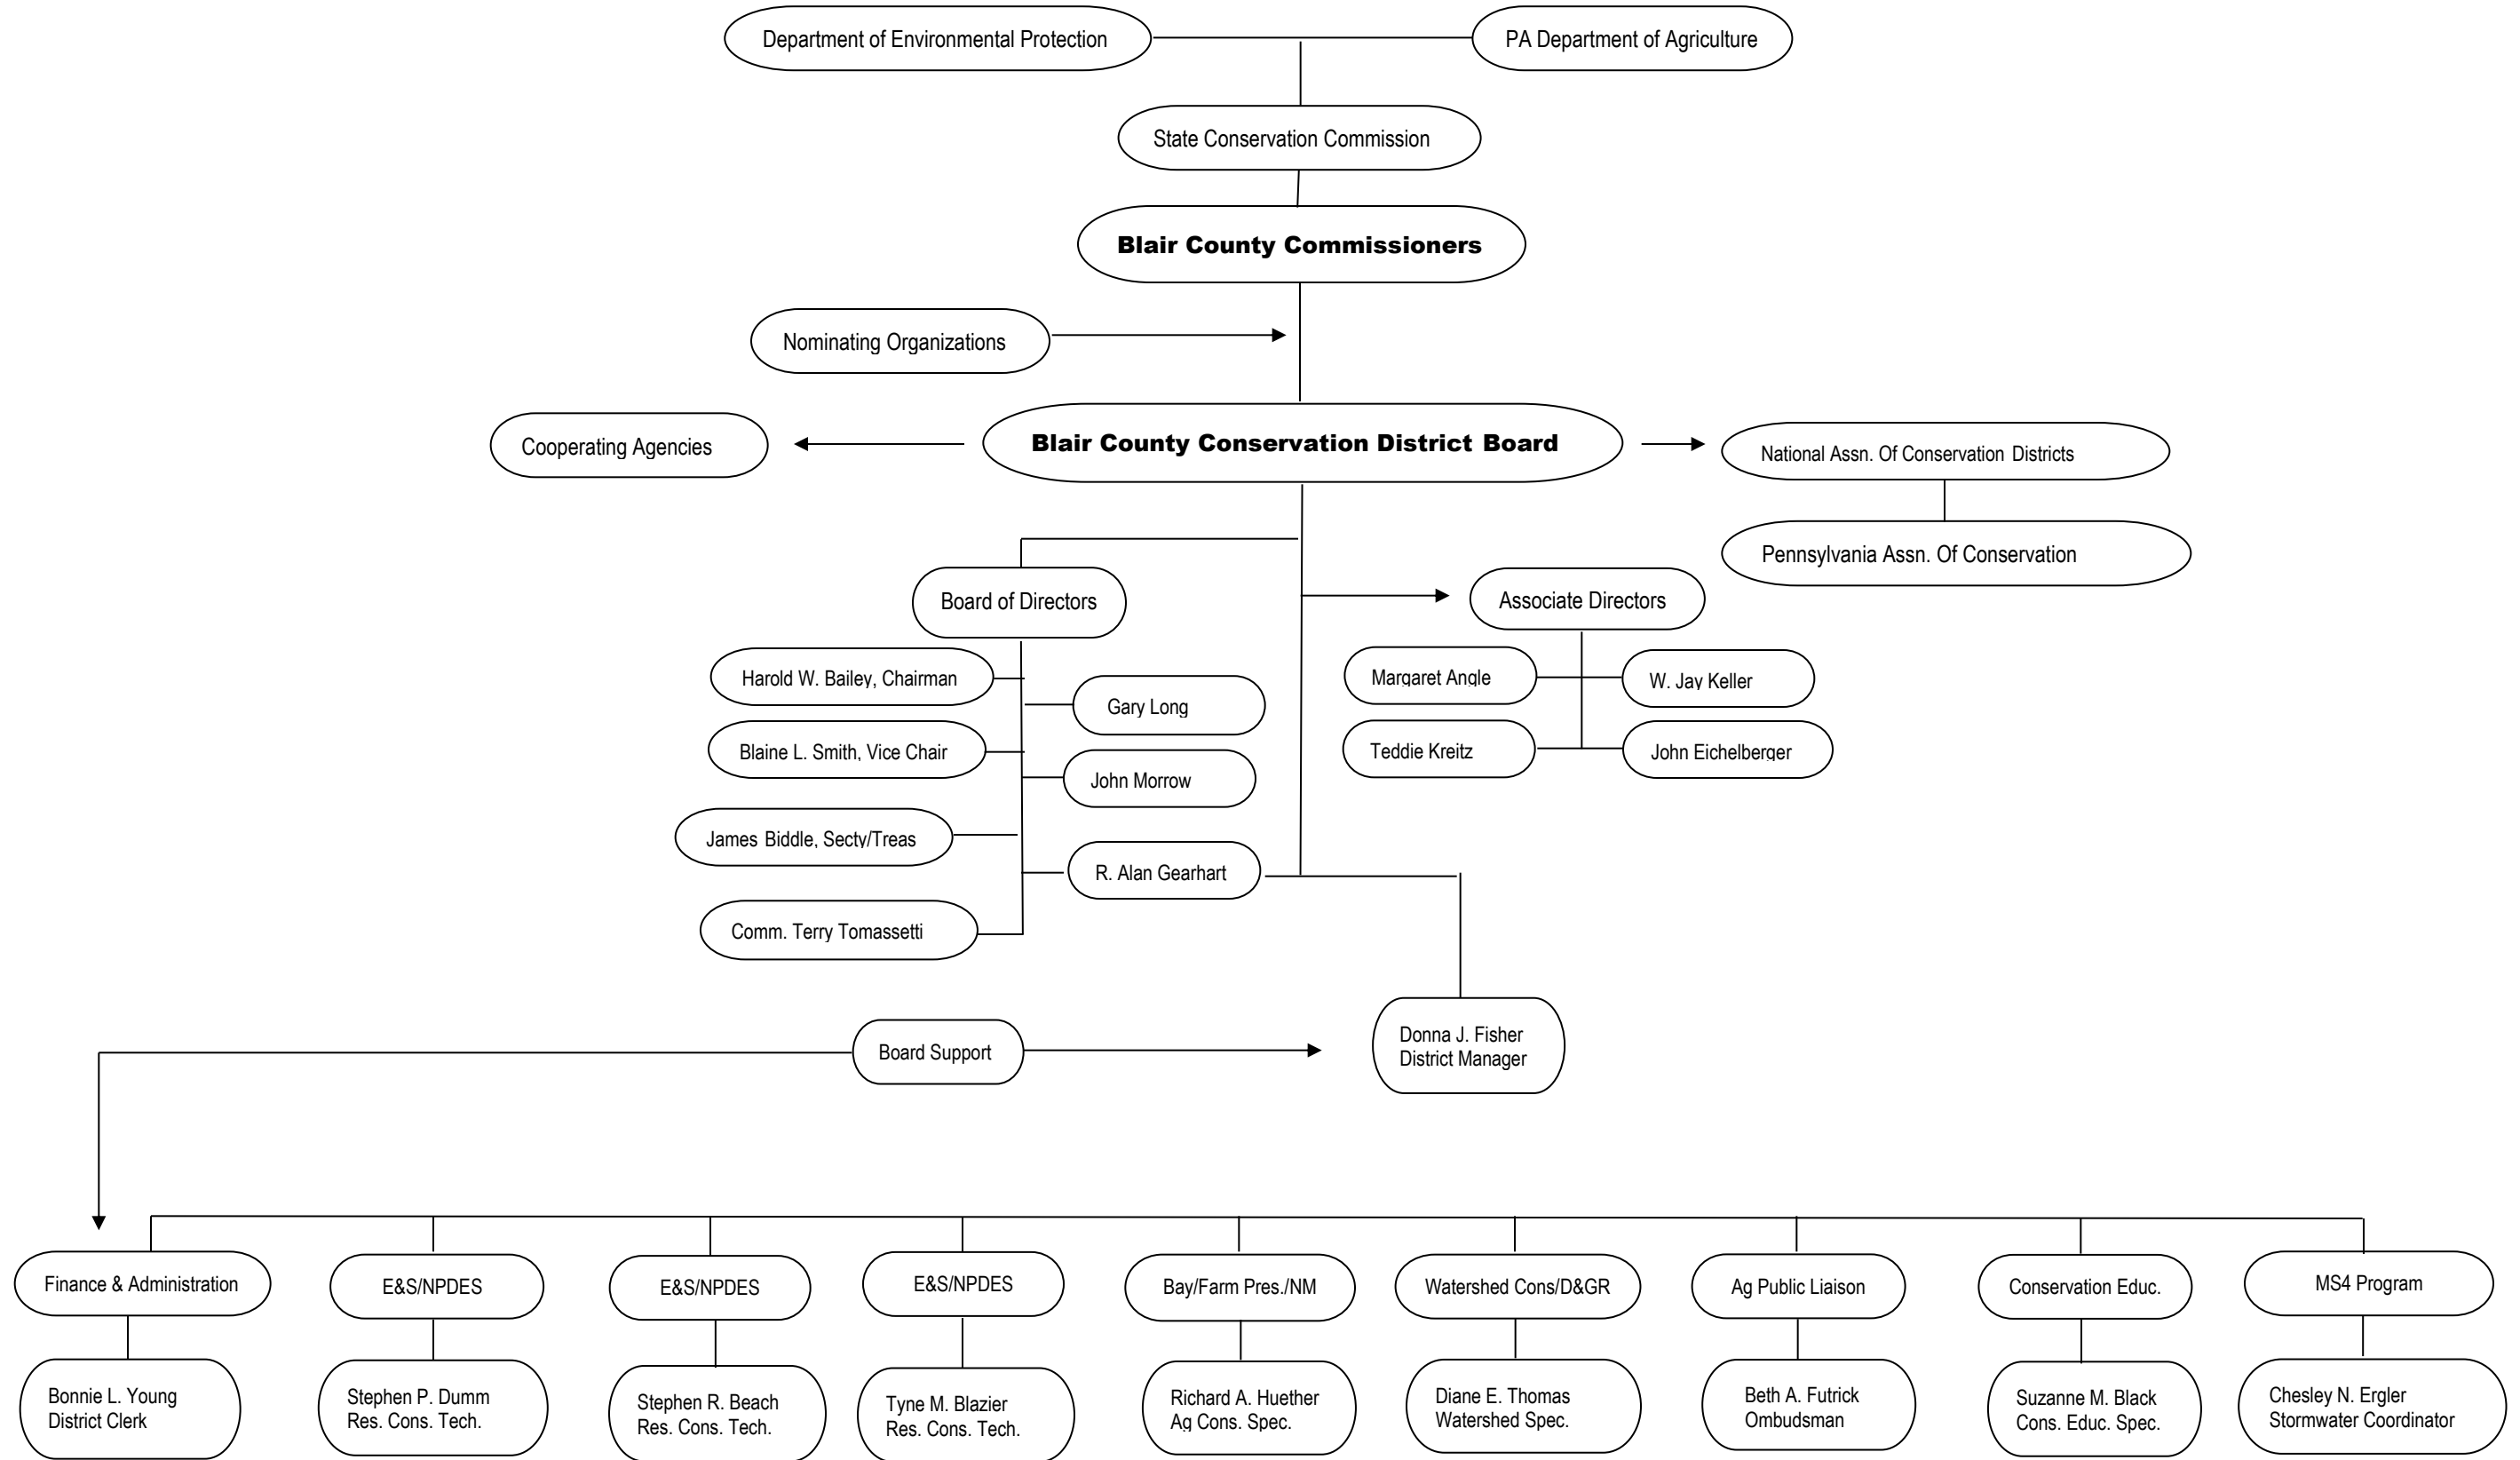 Department of Environmental Protection
PA Department of Agriculture
State Conservation Commission
Blair County Commissioners
Nominating Organizations
Cooperating Agencies
Blair County Conservation District Board
National Assn. Of Conservation Districts
Pennsylvania Assn. Of Conservation
Board of Directors
Associate Directors
Harold W. Bailey, Chairman
Gary Long
Blaine L. Smith, Vice Chair
John Morrow
James Biddle, Secty/Treas
R. Alan Gearhart
Comm. Terry Tomassetti
Margaret Angle
W. Jay Keller
Teddie Kreitz
John Eichelberger
Board Support
Donna J. Fisher
District Manager
Finance & Administration
E&S/NPDES
E&S/NPDES
E&S/NPDES
Bay/Farm Pres./NM
Watershed Cons/D&GR
Ag Public Liaison
Conservation Educ.
MS4 Program
Bonnie L. Young
District Clerk
Stephen P. Dumm
Res. Cons. Tech.
Stephen R. Beach
Res. Cons. Tech.
Tyne M. Blazier
Res. Cons. Tech.
Richard A. Huether
Ag Cons. Spec.
Diane E. Thomas
Watershed Spec.
Beth A. Futrick
Ombudsman
Suzanne M. Black
Cons. Educ. Spec.
Chesley N. Ergler
Stormwater Coordinator